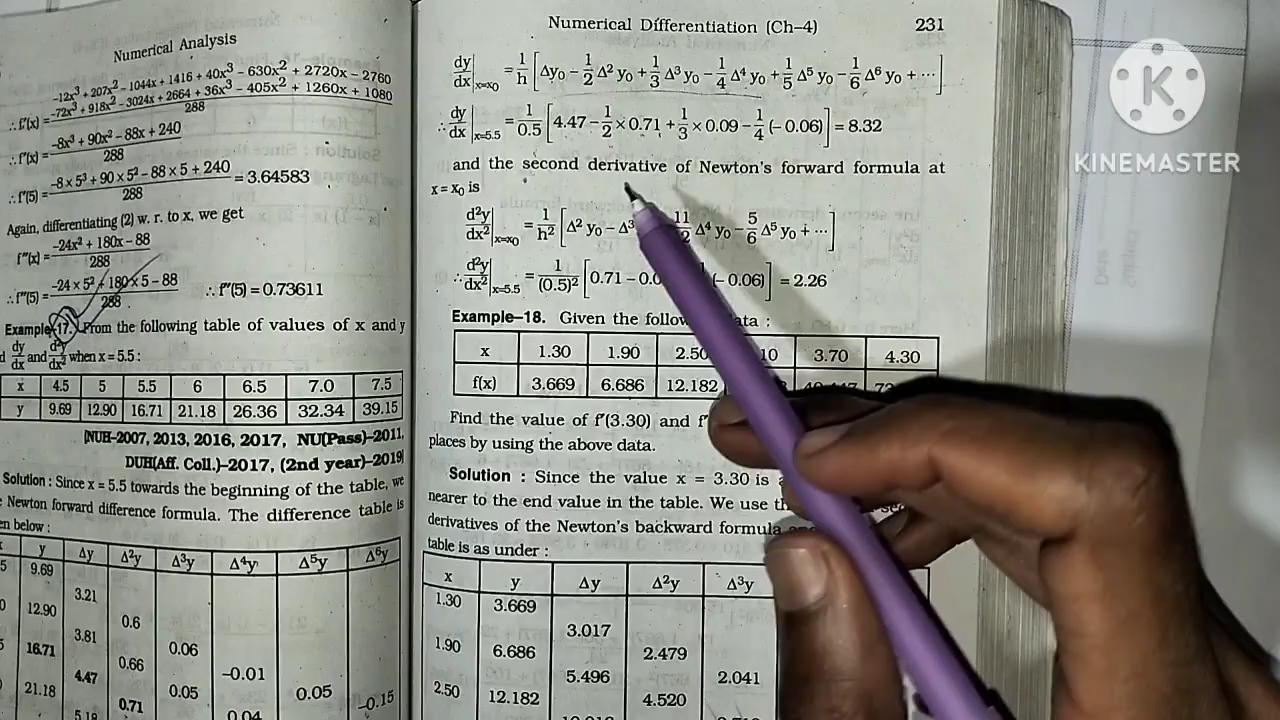 Numerical Analysis
-12x³ + 207x² - 1044x + 1416 + 40x³ - 630x² + 2720x - 2760
-72x³ + 918x² - 3024x + 2664 + 36x³ - 405x² + 1260x + 1080
∴ f'(x) = 288
∴ f'(x) = -8x³ + 90x² - 88x + 240 / 288
∴ f'(5) = -8 × 5³ + 90 × 5² - 88 × 5 + 240 / 288 = 3.64583
Again, differentiating (2) w. r. to x, we get
f''(x) = -24x² + 180x - 88 / 288
∴ f''(5) = -24 × 5² + 180 × 5 - 88 / 288 ∴ f''(5) = 0.73611
Example-17. From the following table of values of x and y
d dy/dx and d²y/dx² when x = 5.5 :
x 4.5 5 5.5 6 6.5 7.0 7.5
y 9.69 12.90 16.71 21.18 26.36 32.34 39.15
[NUH-2007, 2013, 2016, 2017, NU(Pass)-2011,
DUH(Aff. Coll.)-2017, (2nd year)-2019]
Solution : Since x = 5.5 towards the beginning of the table, we
Newton forward difference formula. The difference table is
en below :
y Δy Δ²y Δ³y Δ⁴y Δ⁵y Δ⁶y
5 9.69
3.21
0 12.90 0.6
3.81 0.06
5 16.71 0.66 -0.01
4.47 0.05 0.05
21.18 0.71 0.04 -0.15
5.18
Numerical Differentiation (Ch-4) 231
dy/dx|x=x₀ = 1/h [Δy₀ - 1/2 Δ²y₀ + 1/3 Δ³y₀ - 1/4 Δ⁴y₀ + 1/5 Δ⁵y₀ - 1/6 Δ⁶y₀ + ⋯]
∴ dy/dx|x=5.5 = 1/0.5 [4.47 - 1/2 × 0.71 + 1/3 × 0.09 - 1/4 (- 0.06)] = 8.32
and the second derivative of Newton's forward formula at
x = x₀ is
d²y/dx²|x=x₀ = 1/h² [Δ²y₀ - Δ³ Δ⁴y₀ - 5/6 Δ⁵y₀ + ⋯]
∴ d²y/dx²|x=5.5 = 1/(0.5)² [0.71 - (- 0.06)] = 2.26
Example-18. Given the following data :
x 1.30 1.90 2.50 3.70 4.30
f(x) 3.669 6.686 12.182
Find the value of f'(3.30) and
places by using the above data.
Solution : Since the value x = 3.30 is
nearer to the end value in the table. We use
derivatives of the Newton's backward formula
table is as under :
x y Δy Δ²y Δ³y
1.30 3.669
3.017
1.90 6.686 2.479
5.496 2.041
2.50 12.182 4.520
K
KINEMASTER